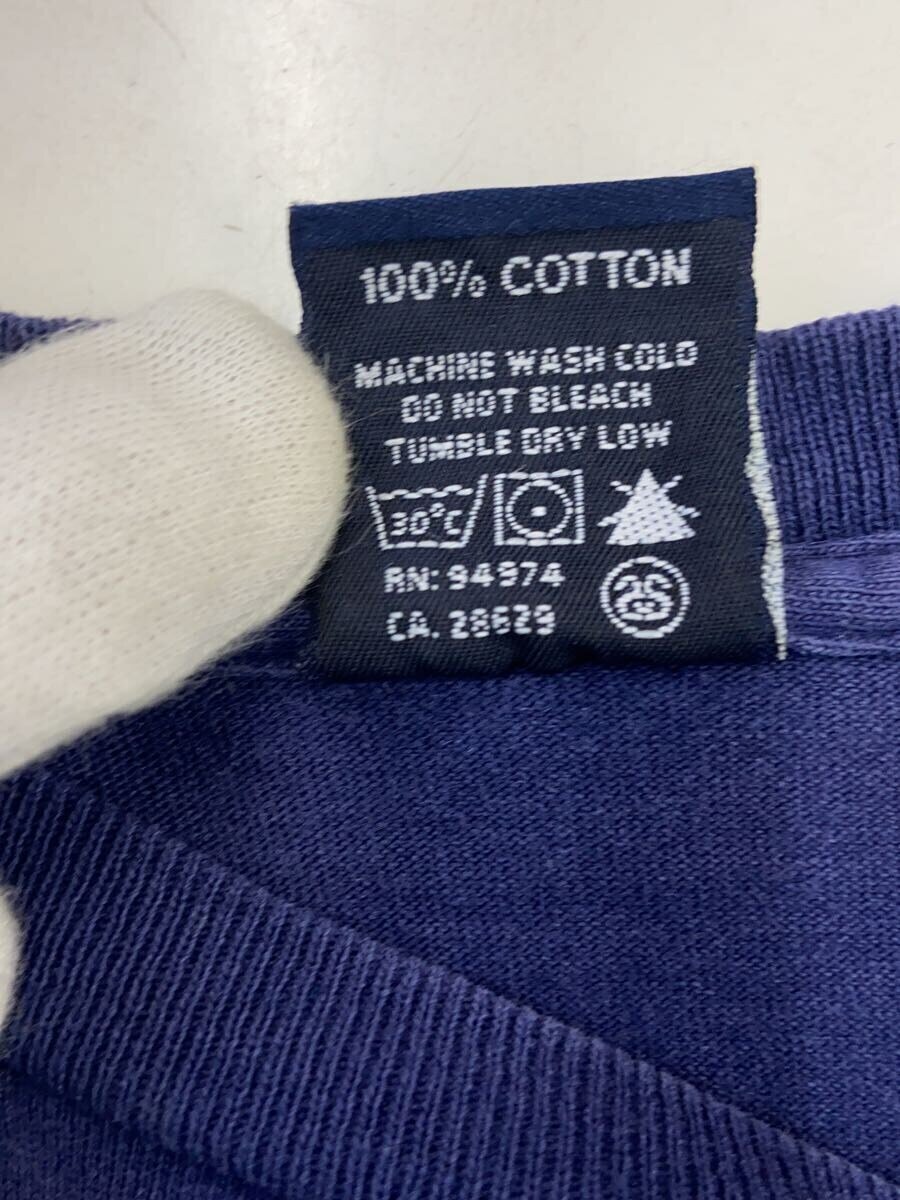 100% COTTON
MACHINE WASH COLD
DO NOT BLEACH
TUMBLE DRY LOW
30°C
RN: 94974
CA. 28629